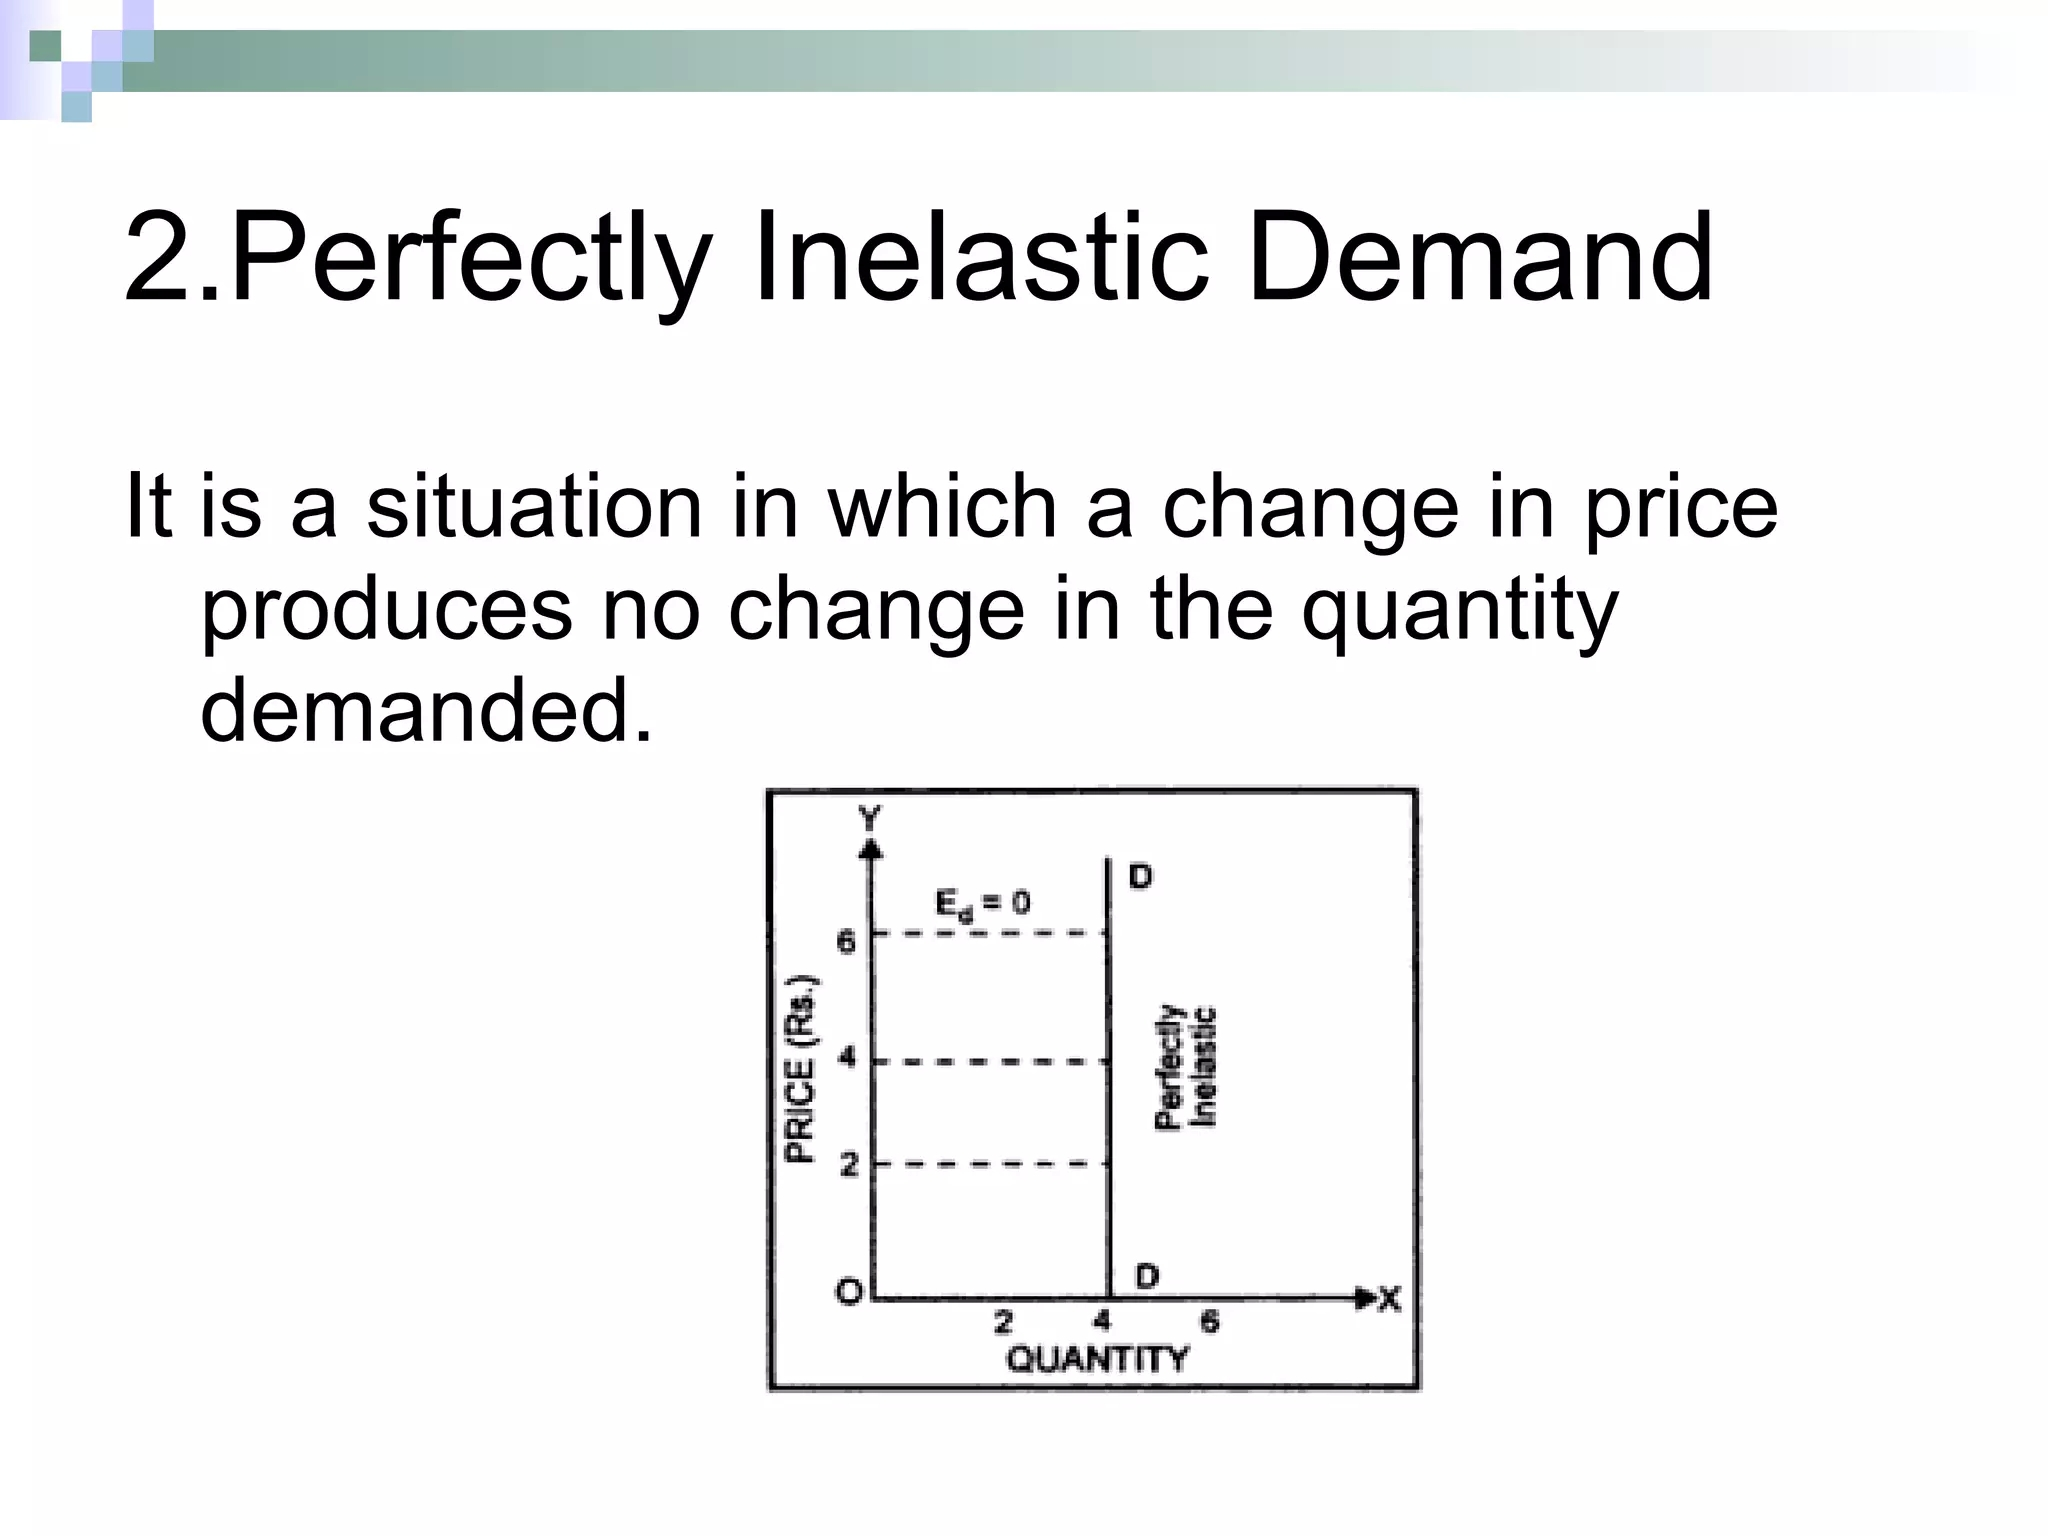 2.Perfectly Inelastic Demand
It is a situation in which a change in price
produces no change in the quantity
demanded.
Y
D
Ed = 0
6
PRICE (Rs.)
4
Perfectly
Inelastic
2
D
O
X
2 4 6
QUANTITY